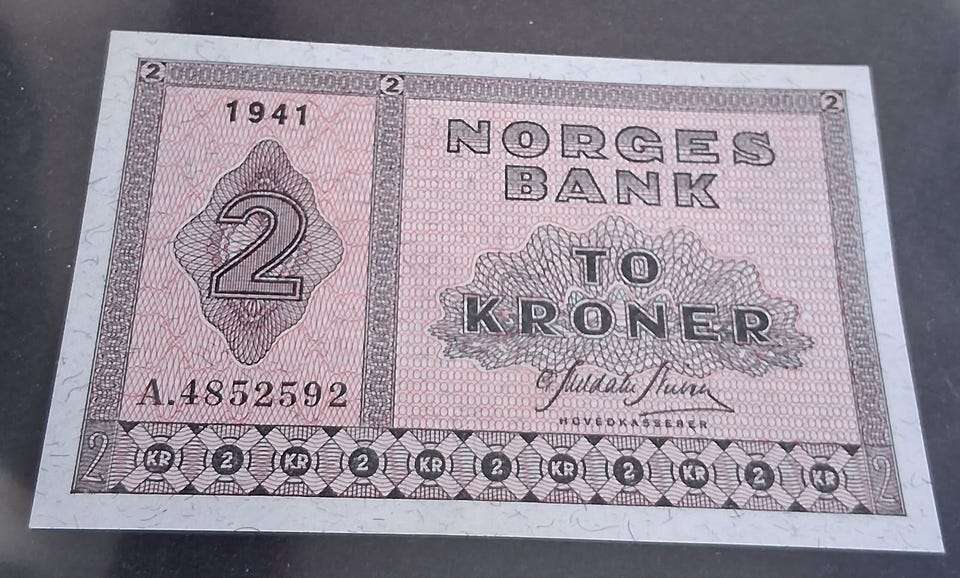 2 2 2
1941
NORGES
BANK
2
TO
KRONER
A.4852592
HOVEDKASSERER
2 KR 2 KR 2 KR 2 KR 2 KR 2 KR 2